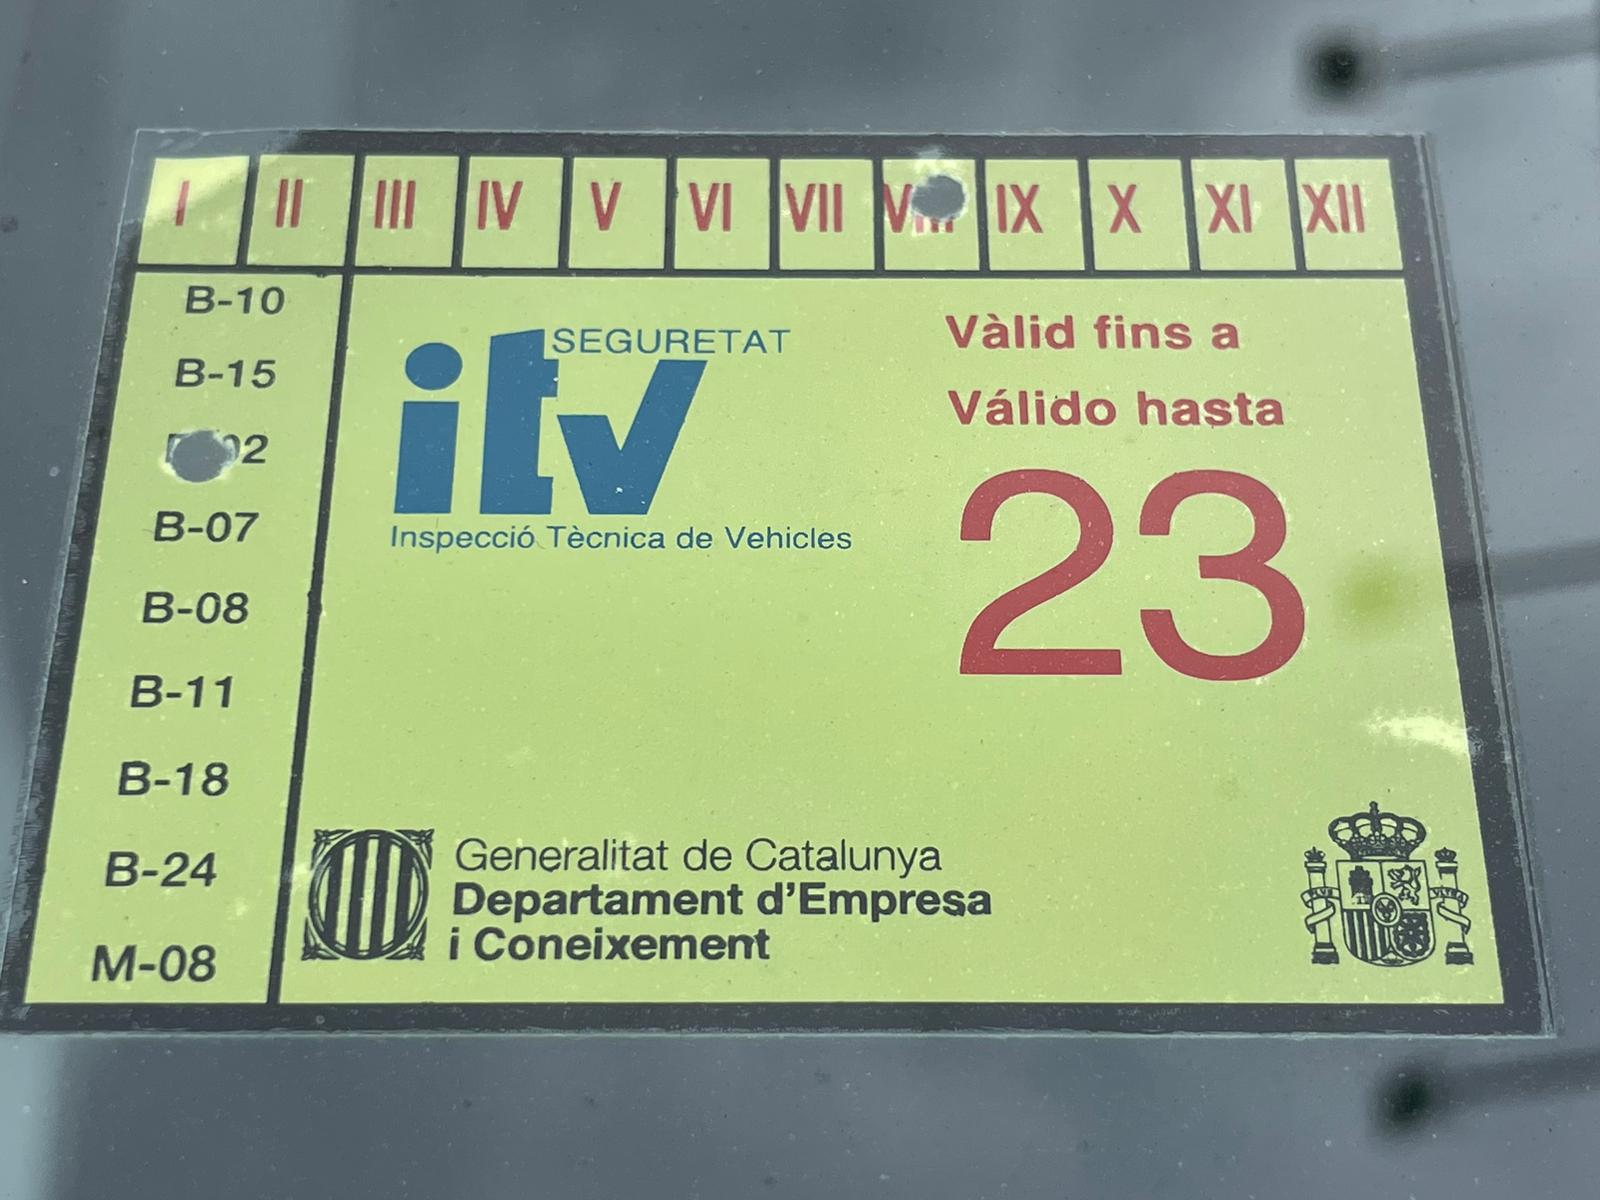 I II III IV V VI VII VIII IX X XI XII
B-10
B-15
B-07
B-08
B-11
B-18
B-24
M-08
itv SEGURETAT
Inspecció Tècnica de Vehicles
Vàlid fins a
Válido hasta
23
Generalitat de Catalunya
Departament d'Empresa
i Coneixement